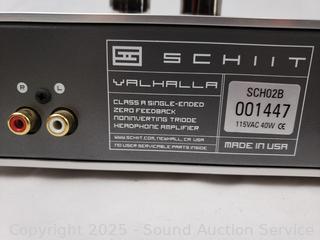 SCHIIT
R L
VALHALLA
CLASS A SINGLE-ENDED
ZERO FEEDBACK
NONINVERTING TRIODE
HEADPHONE AMPLIFIER
WWW.SCHIIT.COM, NEWHALL, CA USA
NO USER SERVICABLE PARTS INSIDE
SCH02B
001447
115VAC 40W CE
MADE IN USA
Copyright 2025 - Sound Auction Service